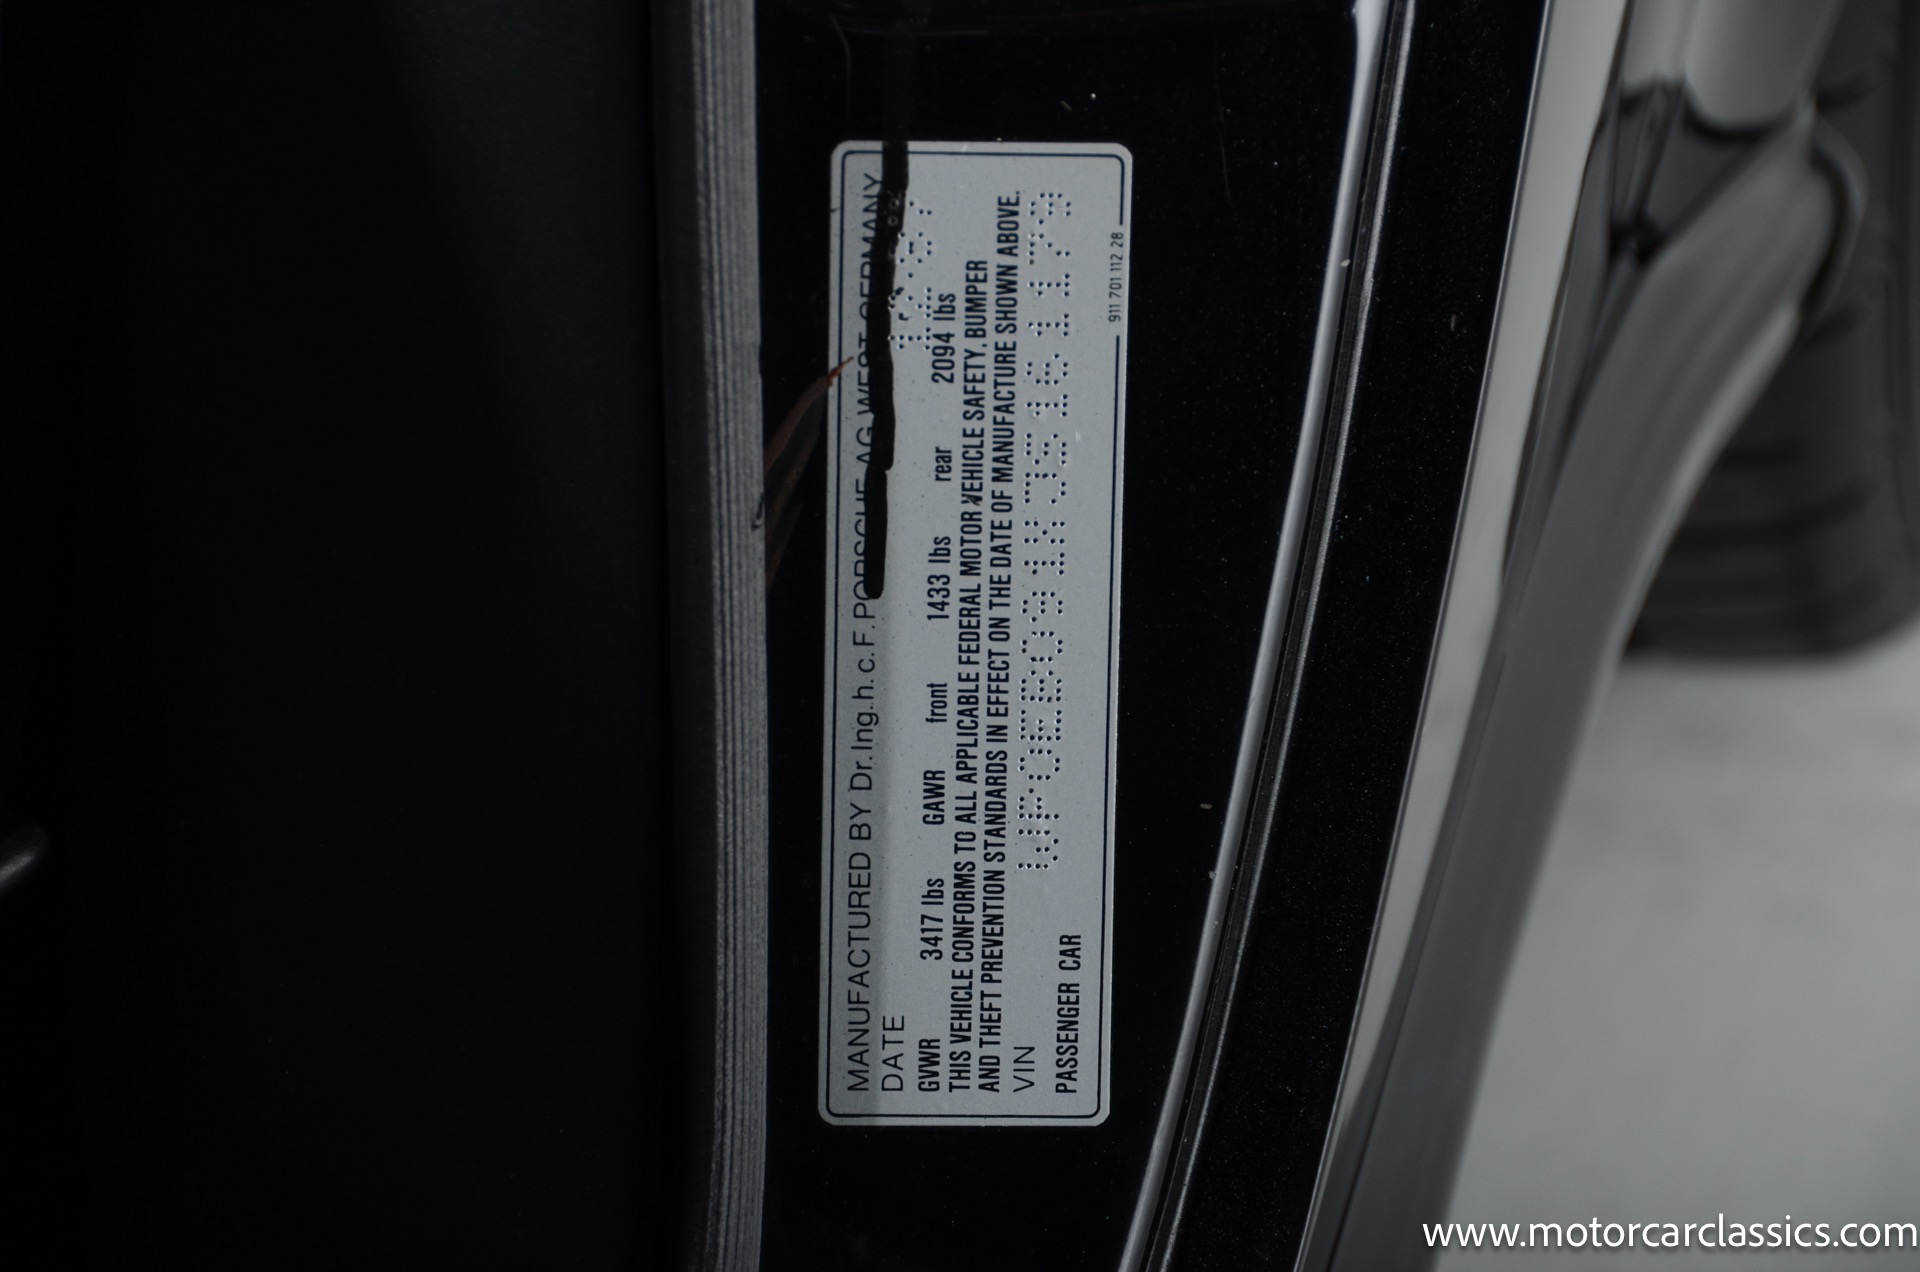 MANUFACTURED BY Dr. Ing. h. c. F. PORSCHE AG WEST GERMANY
DATE 12/87
GVWR 3417 lbs GAWR front 1433 lbs rear 2094 lbs
THIS VEHICLE CONFORMS TO ALL APPLICABLE FEDERAL MOTOR VEHICLE SAFETY, BUMPER
AND THEFT PREVENTION STANDARDS IN EFFECT ON THE DATE OF MANUFACTURE SHOWN ABOVE.
VIN WP0EB091XJS161179
PASSENGER CAR
911 701 112 28
www.motorcarclassics.com